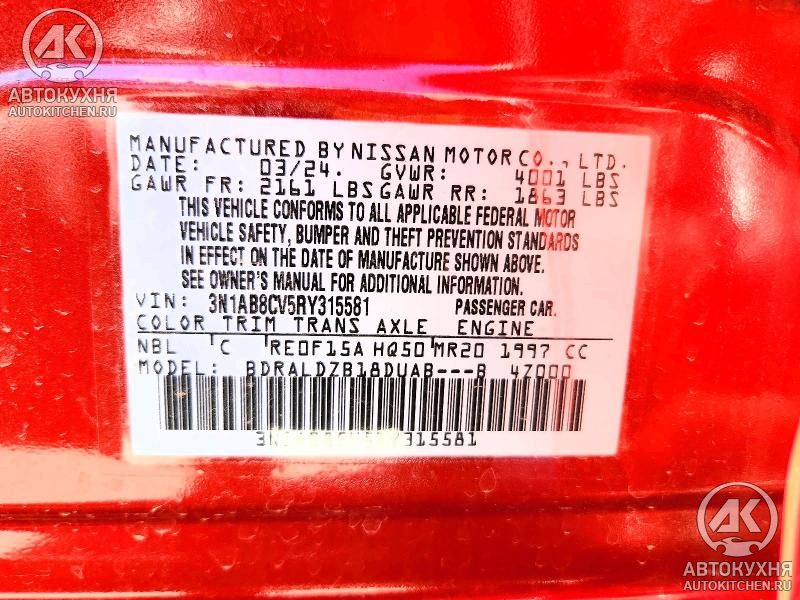 АК
АВТОКУХНЯ
AUTOKITCHEN.RU
MANUFACTURED BY NISSAN MOTOR CO., LTD.
DATE: 03/24. GVWR: 4001 LBS
GAWR FR: 2161 LBS GAWR RR: 1863 LBS
THIS VEHICLE CONFORMS TO ALL APPLICABLE FEDERAL MOTOR
VEHICLE SAFETY, BUMPER AND THEFT PREVENTION STANDARDS
IN EFFECT ON THE DATE OF MANUFACTURE SHOWN ABOVE.
SEE OWNER'S MANUAL FOR ADDITIONAL INFORMATION.
VIN: 3N1AB8CV5RY315581 PASSENGER CAR.
COLOR TRIM TRANS AXLE ENGINE
NBL C RE0F15A HQ50 MR20 1997 CC
MODEL: BDRALDZB18DUAB---B 4Z000
АК
АВТОКУХНЯ
AUTOKITCHEN.RU